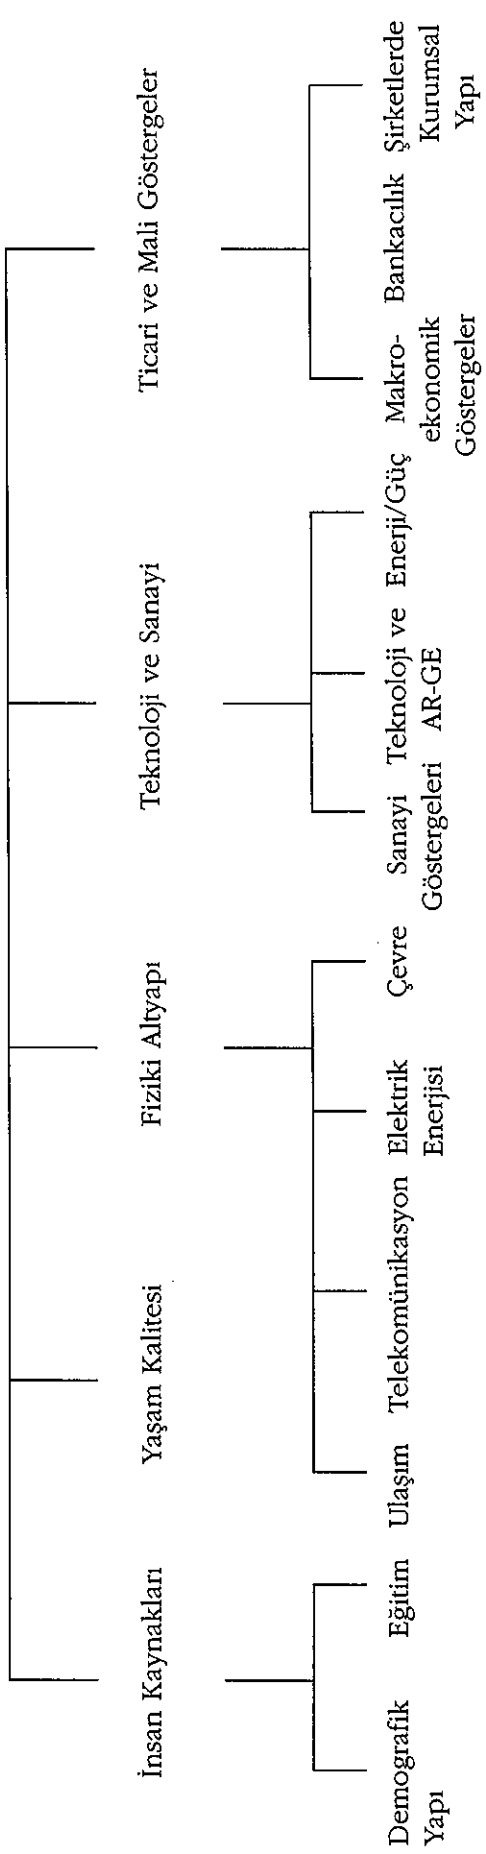 İnsan Kaynakları
Yaşam Kalitesi
Fiziki Altyapı
Teknoloji ve Sanayi
Ticari ve Mali Göstergeler
Demografik
Yapı
Eğitim
Ulaşım
Telekomünikasyon
Elektrik
Enerjisi
Çevre
Sanayi
Göstergeleri
Teknoloji ve
AR-GE
Enerji/Güç
Makro-
ekonomik
Göstergeler
Bankacılık
Şirketlerde
Kurumsal
Yapı